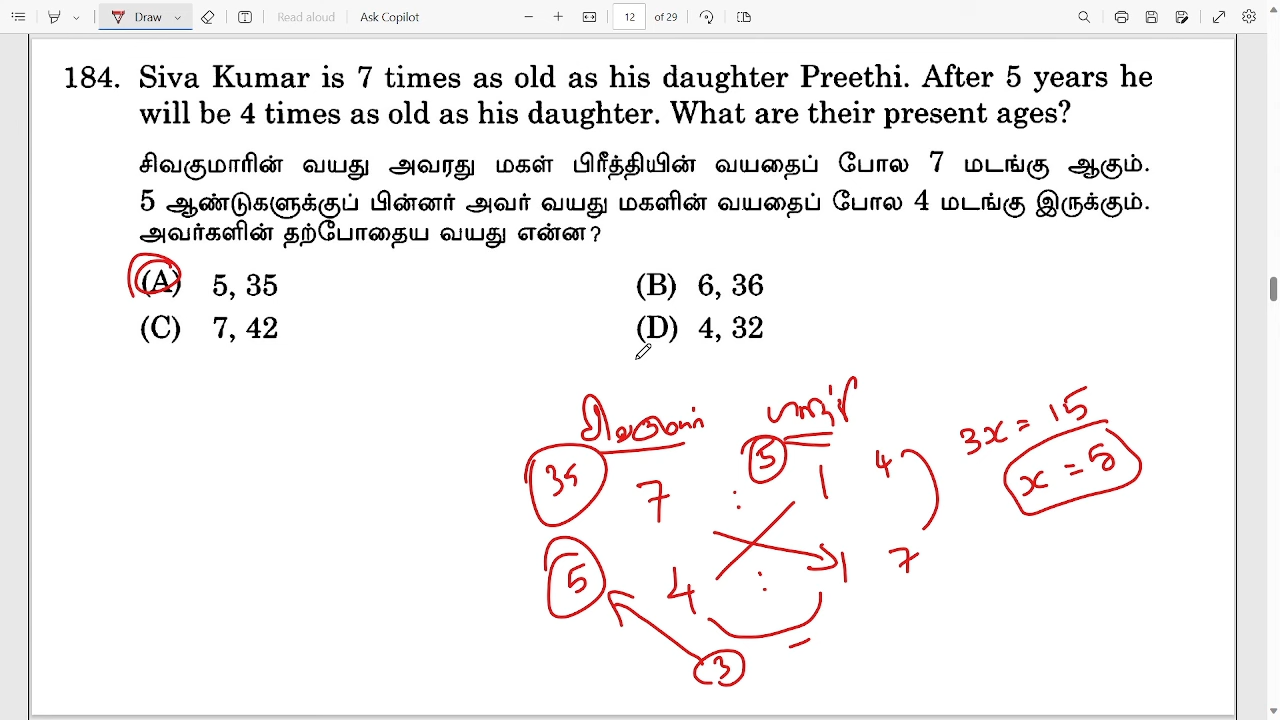 Draw
Read aloud
Ask Copilot
12
of 29
184. Siva Kumar is 7 times as old as his daughter Preethi. After 5 years he
will be 4 times as old as his daughter. What are their present ages?
சிவகுமாரின் வயது அவரது மகள் பிரீத்தியின் வயதைப் போல 7 மடங்கு ஆகும்.
5 ஆண்டுகளுக்குப் பின்னர் அவர் வயது மகளின் வயதைப் போல 4 மடங்கு இருக்கும்.
அவர்களின் தற்போதைய வயது என்ன?
(A) 5, 35
(B) 6, 36
(C) 7, 42
(D) 4, 32
3x = 15
x = 5
35 7 : 5 1 4
5 4 : 1 7
3